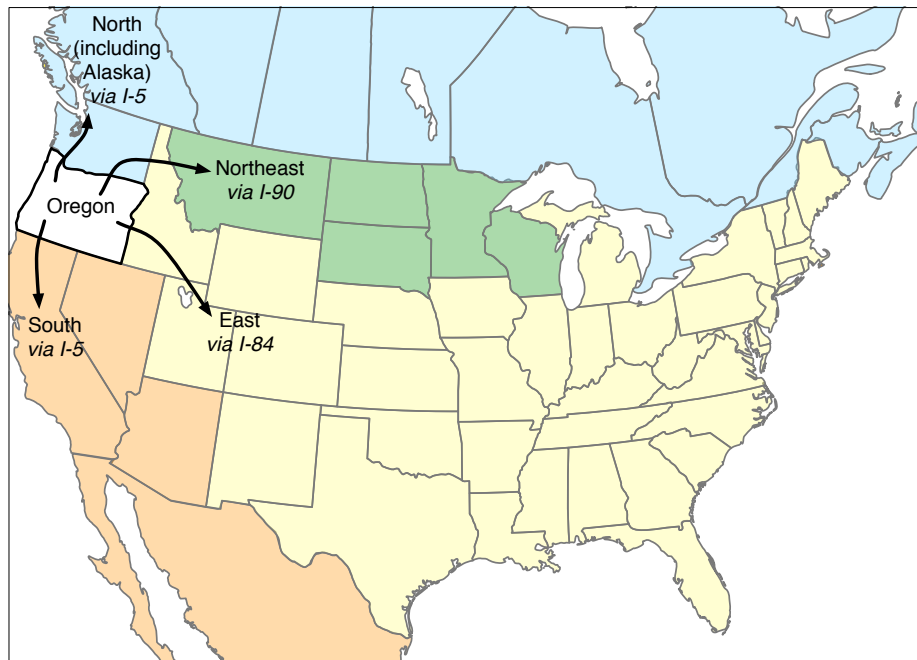 North
(including
Alaska)
via I-5
Northeast
via I-90
Oregon
South
via I-5
East
via I-84